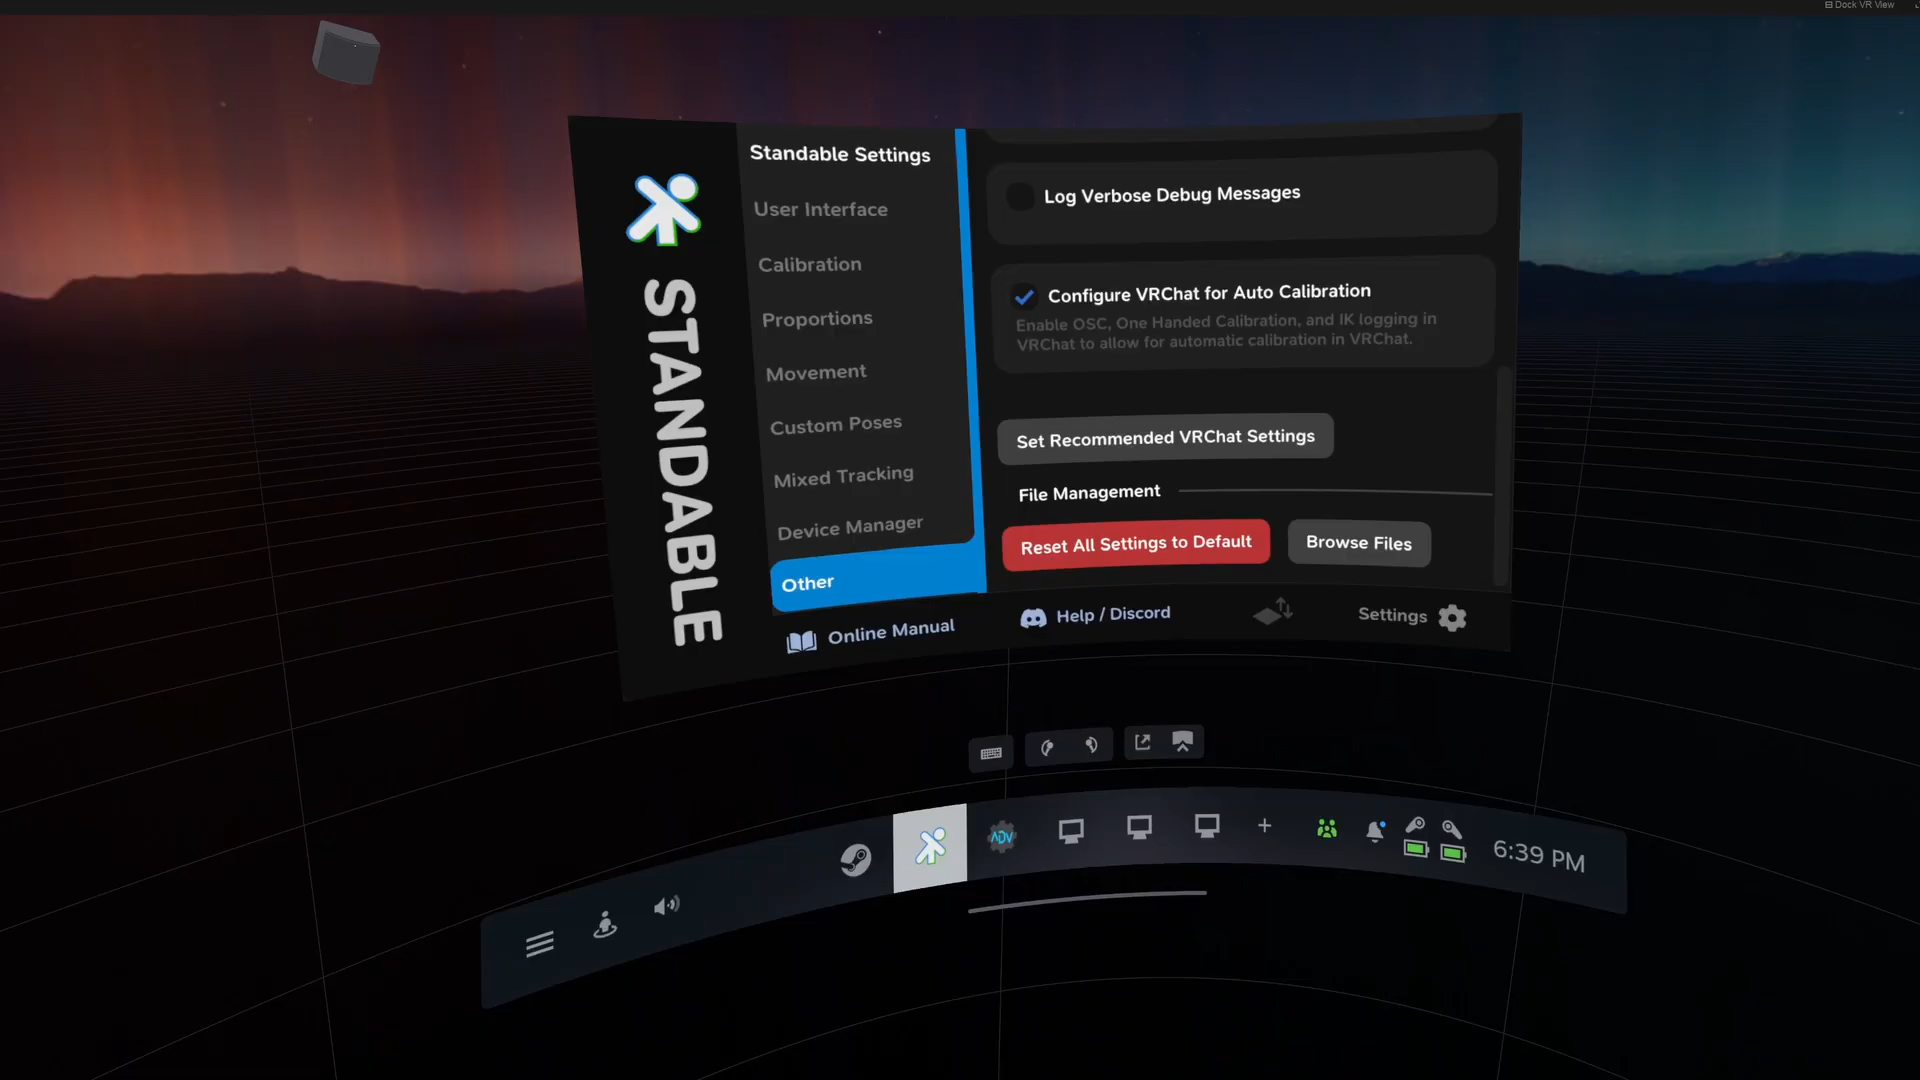 Dock VR View
STANDABLE
Standable Settings
User Interface
Calibration
Proportions
Movement
Custom Poses
Mixed Tracking
Device Manager
Other
Log Verbose Debug Messages
Configure VRChat for Auto Calibration
Enable OSC, One Handed Calibration, and IK logging in
VRChat to allow for automatic calibration in VRChat.
Set Recommended VRChat Settings
File Management
Reset All Settings to Default
Browse Files
Online Manual
Help / Discord
Settings
ADV
6:39 PM